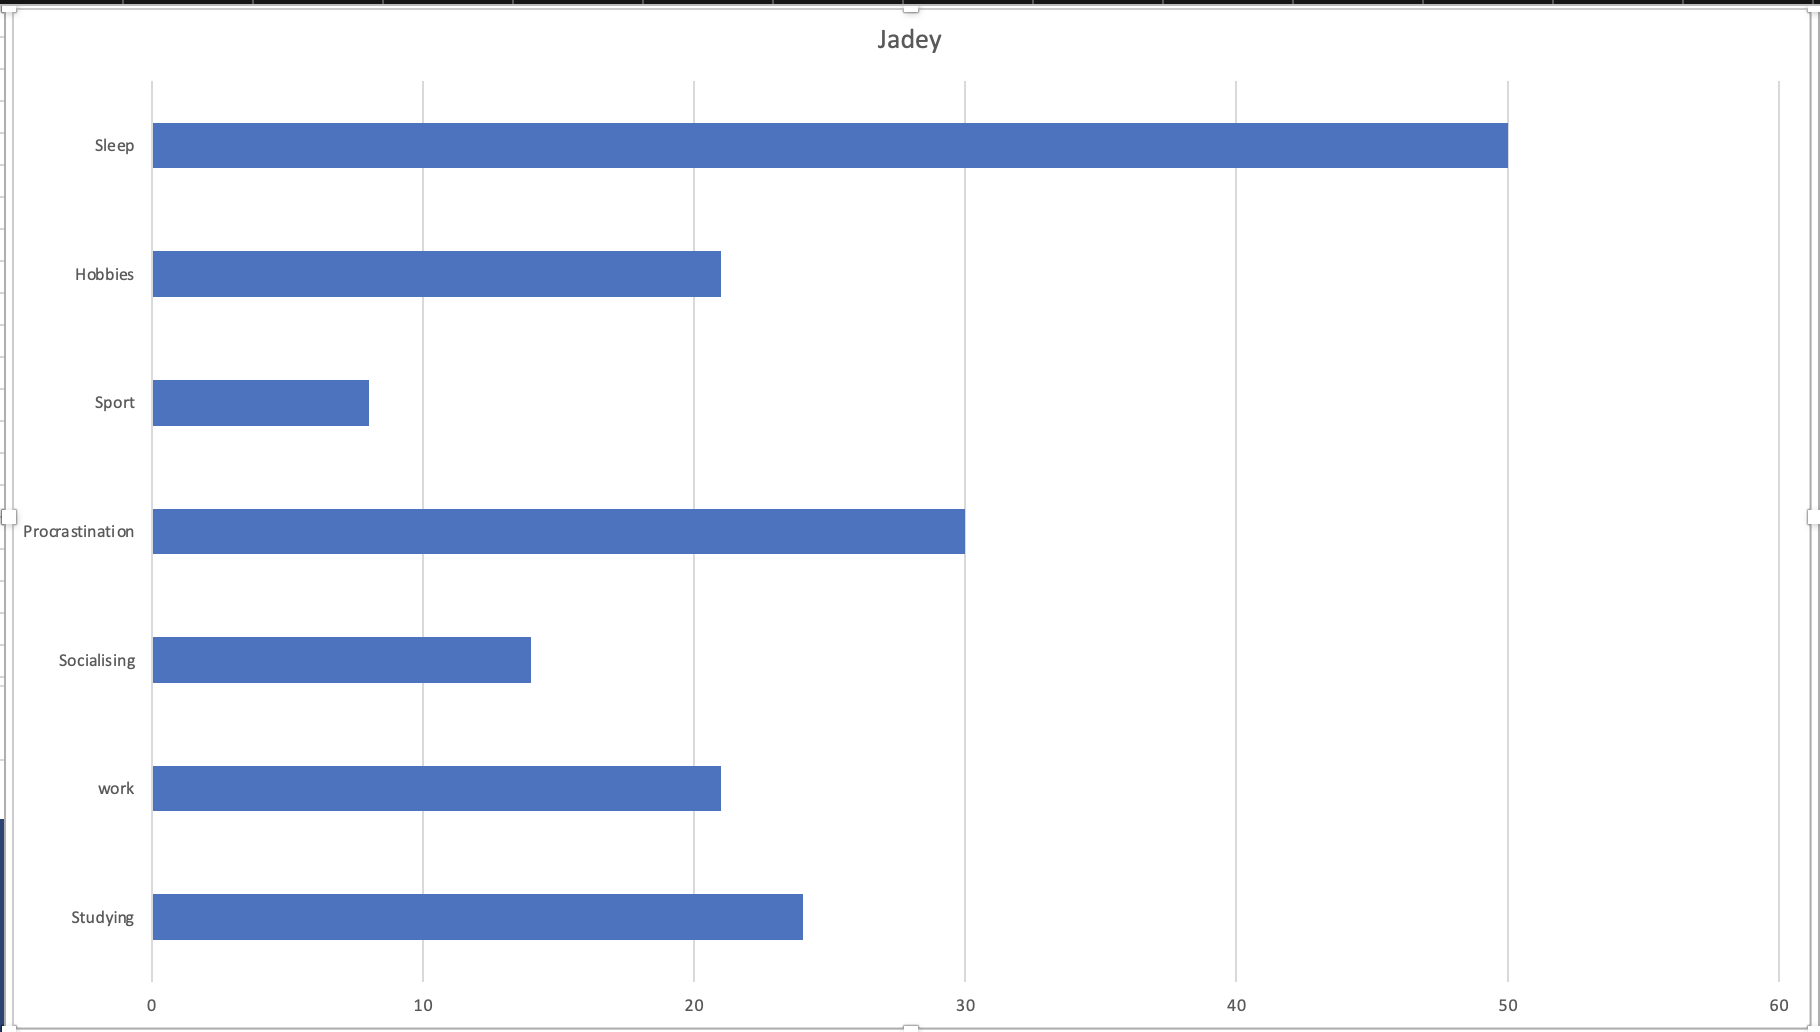 Jadey
Sleep
Hobbies
Sport
Procrastination
Socialising
work
Studying
0 10 20 30 40 50 60